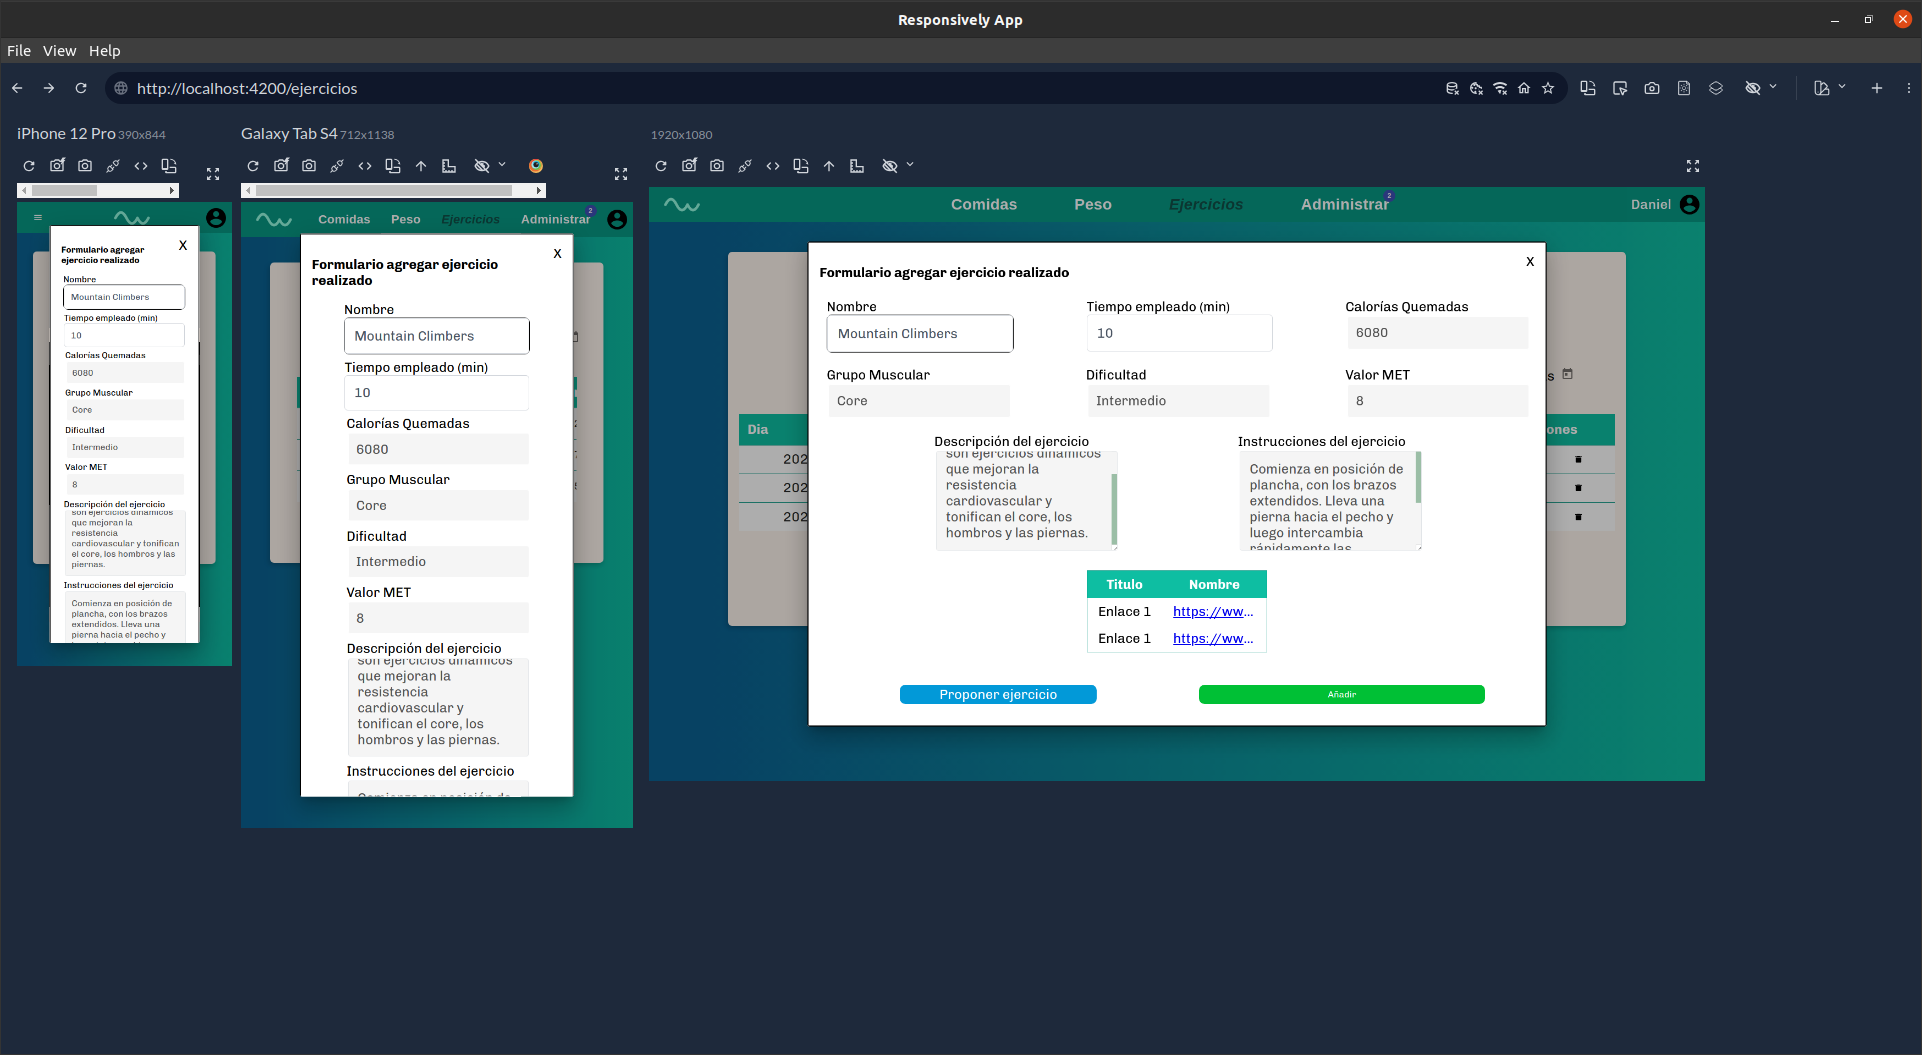 Responsively App
File View Help
http://localhost:4200/ejercicios
iPhone 12 Pro 390x844
Formulario agregar
ejercicio realizado
X
Nombre
Mountain Climbers
Tiempo empleado (min)
10
Calorías Quemadas
6080
Grupo Muscular
Core
Dificultad
Intermedio
Valor MET
8
Descripción del ejercicio
son ejercicios dinámicos
que mejoran la
resistencia
cardiovascular y tonifican
el core, los hombros y las
piernas.
Instrucciones del ejercicio
Comienza en posición de
plancha, con los brazos
extendidos. Lleva una
pierna hacia el pecho y
Galaxy Tab S4 712x1138
Comidas Peso Ejercicios Administrar 2
Formulario agregar ejercicio
realizado
X
Nombre
Mountain Climbers
Tiempo empleado (min)
10
Calorías Quemadas
6080
Grupo Muscular
Core
Dificultad
Intermedio
Valor MET
8
Descripción del ejercicio
son ejercicios dinámicos
que mejoran la
resistencia
cardiovascular y
tonifican el core, los
hombros y las piernas.
Instrucciones del ejercicio
Comienza en posición de
1920x1080
Comidas Peso Ejercicios Administrar 2 Daniel
Formulario agregar ejercicio realizado X
Nombre Tiempo empleado (min) Calorías Quemadas
Mountain Climbers 10 6080
Grupo Muscular Dificultad Valor MET
Core Intermedio 8
Descripción del ejercicio
son ejercicios dinámicos
que mejoran la
resistencia
cardiovascular y
tonifican el core, los
hombros y las piernas.
Instrucciones del ejercicio
Comienza en posición de
plancha, con los brazos
extendidos. Lleva una
pierna hacia el pecho y
luego intercambia
rápidamente las
Titulo Nombre
Enlace 1 https://ww...
Enlace 1 https://ww...
Proponer ejercicio Añadir
Dia
202
202
202
s
ones